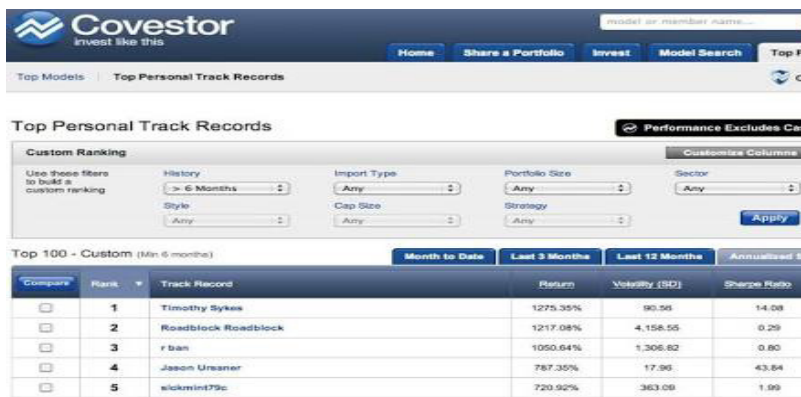 Covestor
invest like this
model or member name...
Home Share a Portfolio Invest Model Search Top
Top Models Top Personal Track Records
Top Personal Track Records
Performance Excludes Ca
Custom Ranking Customize Columns
Use these filters
to build a
custom ranking
History Import Type Portfolio Size Sector
> 6 Months Any Any Any
Style Cap Size Strategy
Any Any Any Apply
Top 100 - Custom (Min 6 months) Month to Date Last 3 Months Last 12 Months Annualized
Compare Rank Track Record Return Volatility (SD) Sharpe Ratio
1 Timothy Sykes 1275.35% 90.56 14.08
2 Roadblock Roadblock 1217.08% 4,158.55 0.29
3 r ban 1050.64% 1,306.82 0.80
4 Jason Ursaner 787.35% 17.96 43.84
5 slckmint79c 720.92% 363.09 1.99